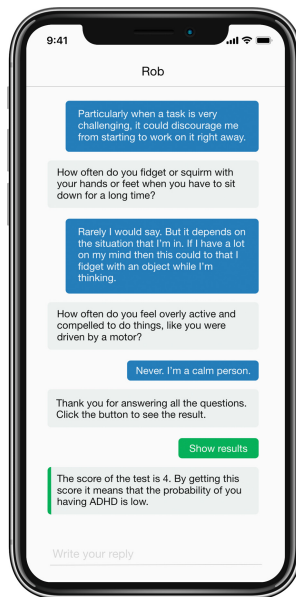 9:41
Rob
Particularly when a task is very
challenging, it could discourage me
from starting to work on it right away.
How often do you fidget or squirm with
your hands or feet when you have to sit
down for a long time?
Rarely I would say. But it depends on
the situation that I'm in. If I have a lot
on my mind then this could to that I
fidget with an object while I'm
thinking.
How often do you feel overly active and
compelled to do things, like you were
driven by a motor?
Never. I'm a calm person.
Thank you for answering all the questions.
Click the button to see the result.
Show results
The score of the test is 4. By getting this
score it means that the probability of you
having ADHD is low.
Write your reply